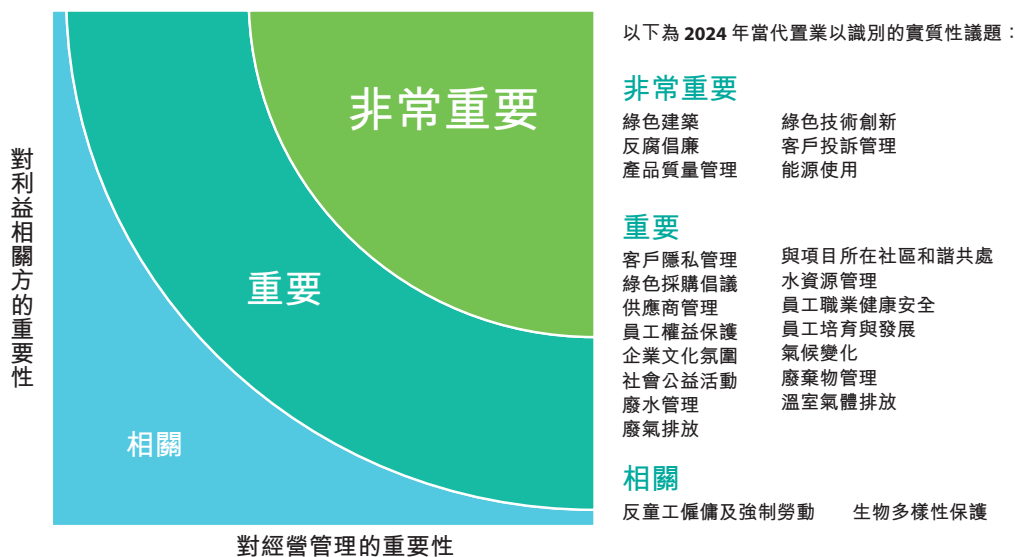 對利益相關方的重要性
非常重要
重要
相關
對經營管理的重要性
以下為 2024 年當代置業以識別的實質性議題：
非常重要
綠色建築
反腐倡廉
產品質量管理
綠色技術創新
客戶投訴管理
能源使用
重要
客戶隱私管理
綠色採購倡議
供應商管理
員工權益保護
企業文化氛圍
社會公益活動
廢水管理
廢氣排放
與項目所在社區和諧共處
水資源管理
員工職業健康安全
員工培育與發展
氣候變化
廢棄物管理
溫室氣體排放
相關
反童工僱傭及強制勞動
生物多樣性保護